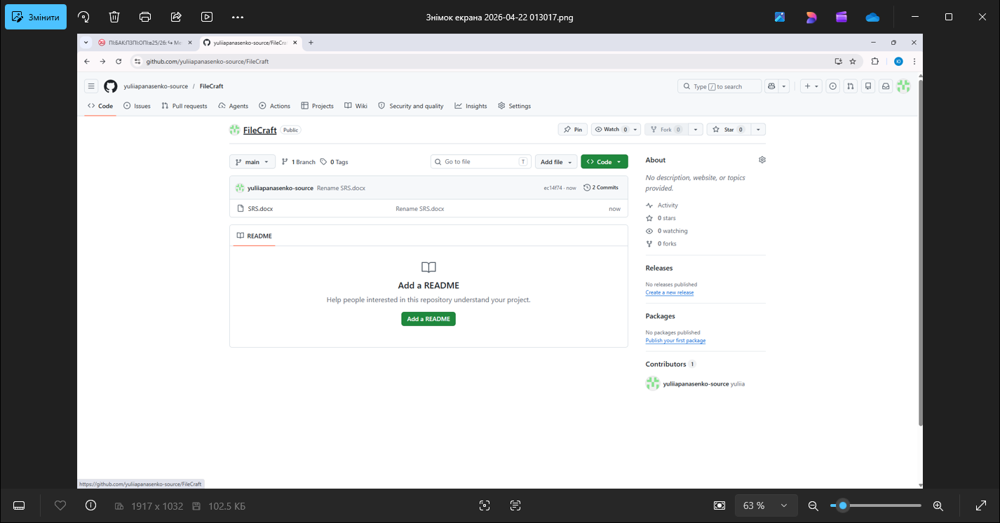 Змінити
Знімок екрана 2026-04-22 013017.png
ПІ:БАК:ПЗПІ:ОПІ:в25/26: ↪ Ме
yuliiapanasenko-source/FileCra
github.com/yuliiapanasenko-source/FileCraft
yuliiapanasenko-source / FileCraft
Type / to search
Code Issues Pull requests Agents Actions Projects Wiki Security and quality Insights Settings
FileCraft Public
Pin Watch 0 Fork 0 Star 0
main 1 Branch 0 Tags Go to file T Add file Code
yuliiapanasenko-source Rename SRS.docx ec14f74 · now 2 Commits
SRS.docx Rename SRS.docx now
README
Add a README
Help people interested in this repository understand your project.
Add a README
About
No description, website, or topics
provided.
Activity
0 stars
0 watching
0 forks
Releases
No releases published
Create a new release
Packages
No packages published
Publish your first package
Contributors 1
yuliiapanasenko-source yuliia
https://github.com/yuliiapanasenko-source/FileCraft
1917 x 1032 102.5 КБ 63 %